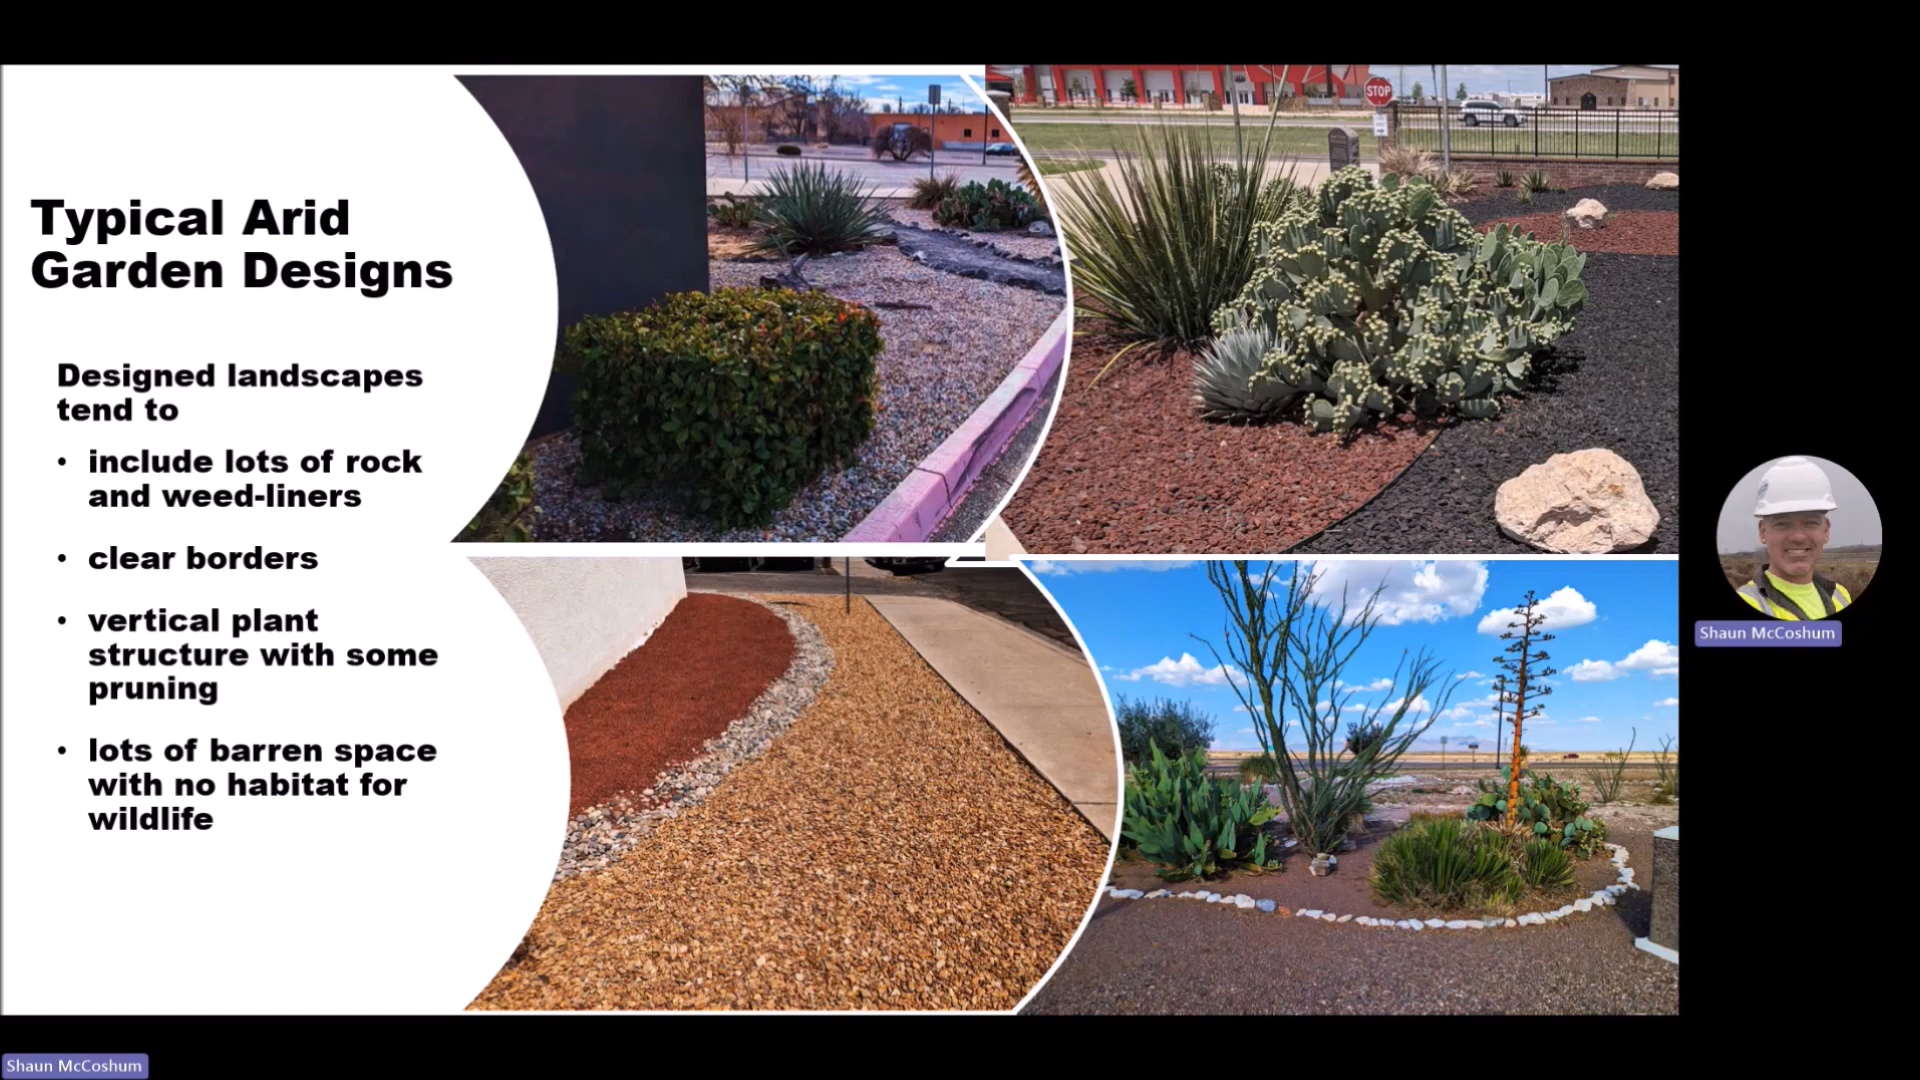 Typical Arid
Garden Designs
Designed landscapes
tend to
• include lots of rock
and weed-liners
• clear borders
• vertical plant
structure with some
pruning
• lots of barren space
with no habitat for
wildlife
STOP
Shaun McCoshum
Shaun McCoshum